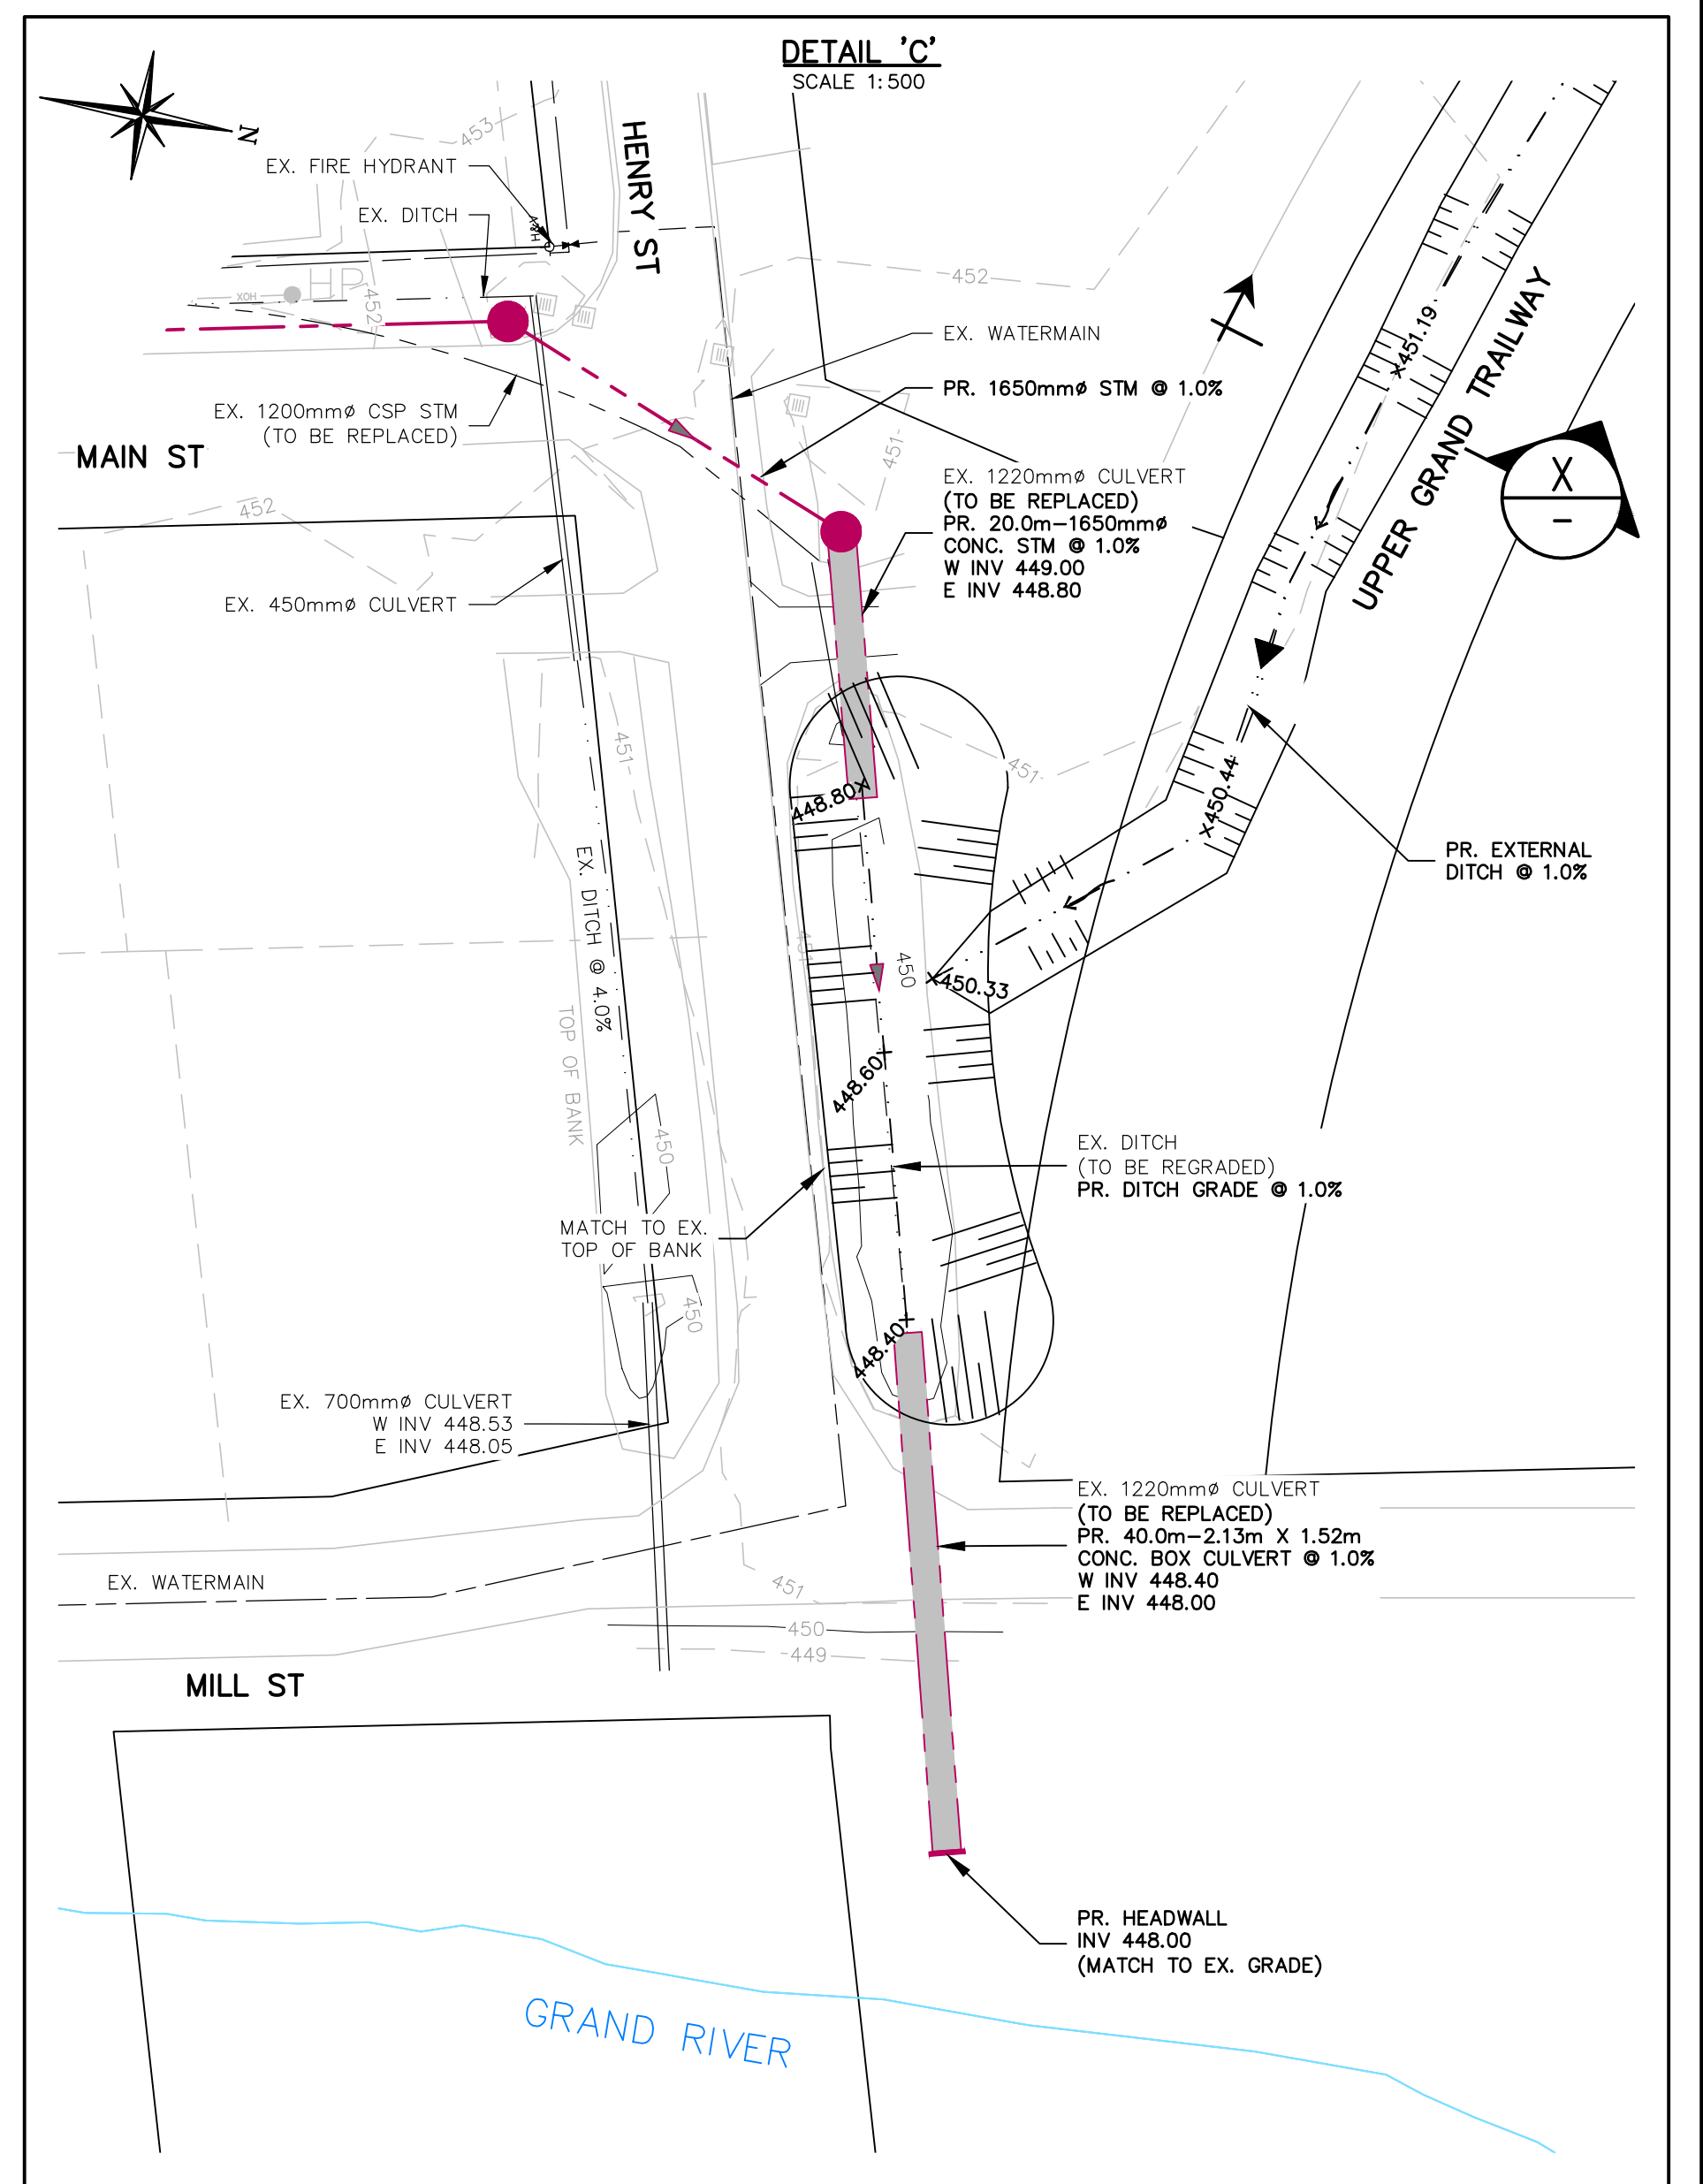 DETAIL 'C'
SCALE 1:500
N
453
HENRY ST
EX. FIRE HYDRANT
EX. DITCH
H&V
HP
XOH
452
452
EX. WATERMAIN
PR. 1650mmø STM @ 1.0%
451.19
UPPER GRAND TRAILWAY
EX. 1200mmø CSP STM
(TO BE REPLACED)
MAIN ST
451
EX. 1220mmø CULVERT
(TO BE REPLACED)
PR. 20.0m-1650mmø
CONC. STM @ 1.0%
W INV 449.00
E INV 448.80
X
-
452
EX. 450mmø CULVERT
451
451
448.80
450.44
PR. EXTERNAL
DITCH @ 1.0%
EX. DITCH @ 4.0%
451
450
450.33
TOP OF BANK
448.60
450
EX. DITCH
(TO BE REGRADED)
PR. DITCH GRADE @ 1.0%
MATCH TO EX.
TOP OF BANK
450
448.40
EX. 700mmø CULVERT
W INV 448.53
E INV 448.05
EX. 1220mmø CULVERT
(TO BE REPLACED)
PR. 40.0m-2.13m X 1.52m
CONC. BOX CULVERT @ 1.0%
W INV 448.40
E INV 448.00
EX. WATERMAIN
451
450
449
MILL ST
PR. HEADWALL
INV 448.00
(MATCH TO EX. GRADE)
GRAND RIVER